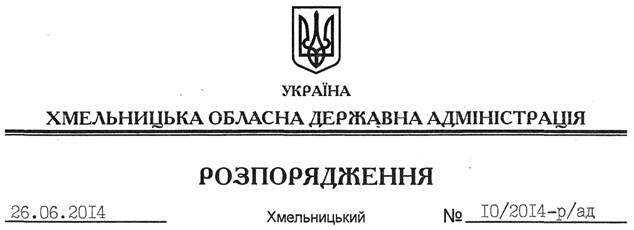 УКРАЇНА
ХМЕЛЬНИЦЬКА ОБЛАСНА ДЕРЖАВНА АДМІНІСТРАЦІЯ
РОЗПОРЯДЖЕННЯ
26.06.2014 Хмельницький № 10/2014-р/ад